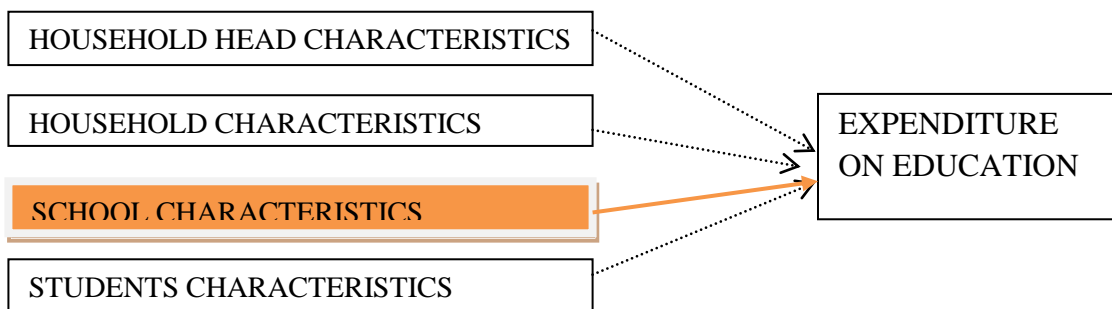 HOUSEHOLD HEAD CHARACTERISTICS
HOUSEHOLD CHARACTERISTICS
SCHOOL CHARACTERISTICS
STUDENTS CHARACTERISTICS
EXPENDITURE
ON EDUCATION